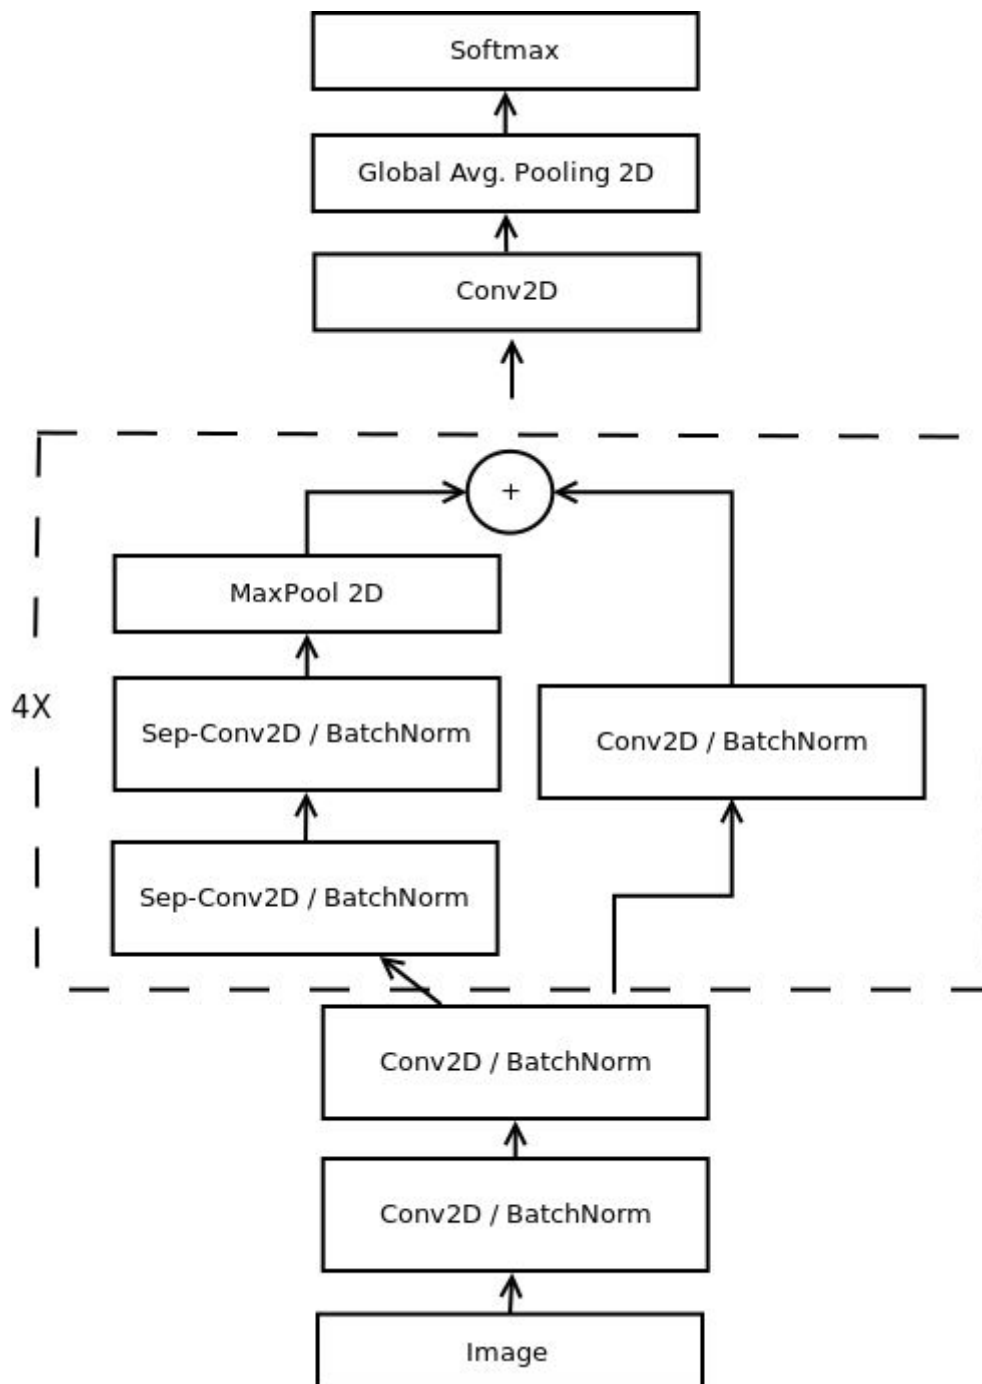 Softmax
Global Avg. Pooling 2D
Conv2D
+
MaxPool 2D
4X
Sep-Conv2D / BatchNorm
Conv2D / BatchNorm
Sep-Conv2D / BatchNorm
Conv2D / BatchNorm
Conv2D / BatchNorm
Image